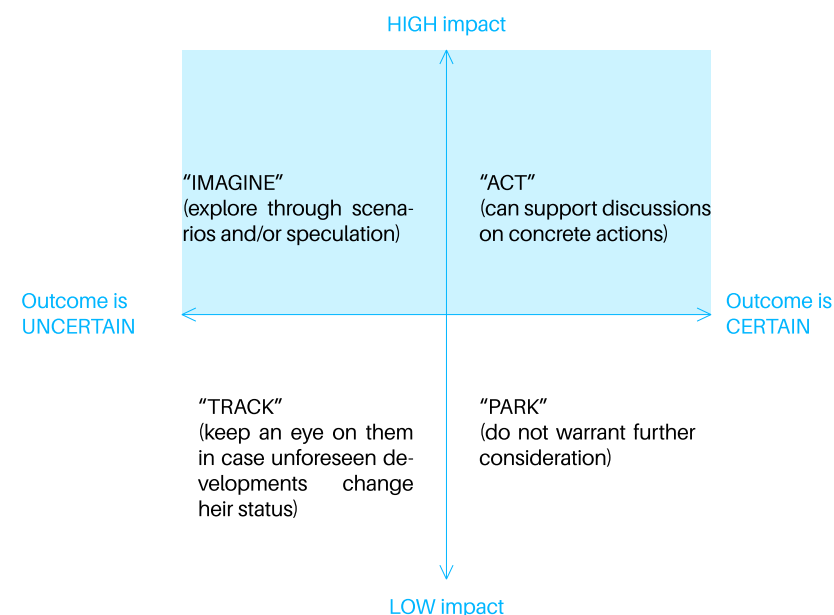 HIGH impact
“IMAGINE”
(explore through scena-
rios and/or speculation)
“ACT”
(can support discussions
on concrete actions)
Outcome is
UNCERTAIN
Outcome is
CERTAIN
“TRACK”
(keep an eye on them
in case unforeseen de-
velopments change
heir status)
“PARK”
(do not warrant further
consideration)
LOW impact